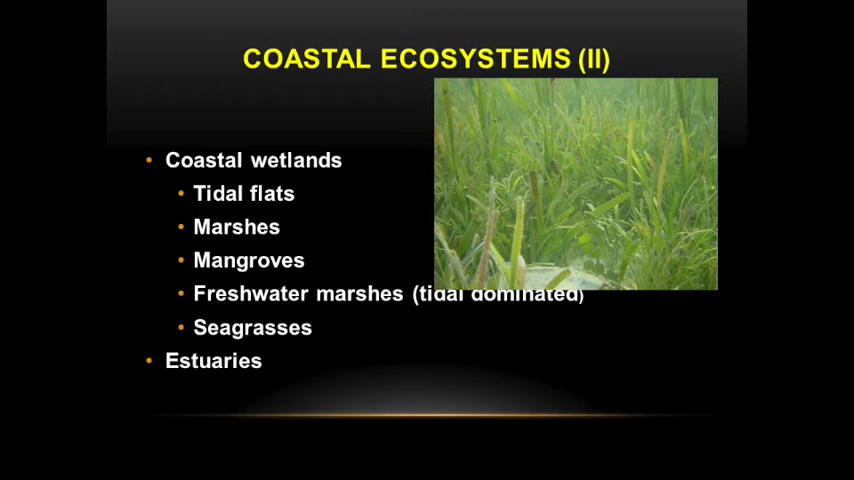 COASTAL ECOSYSTEMS (II)
• Coastal wetlands
• Tidal flats
• Marshes
• Mangroves
• Freshwater marshes (tidal dominated)
• Seagrasses
• Estuaries